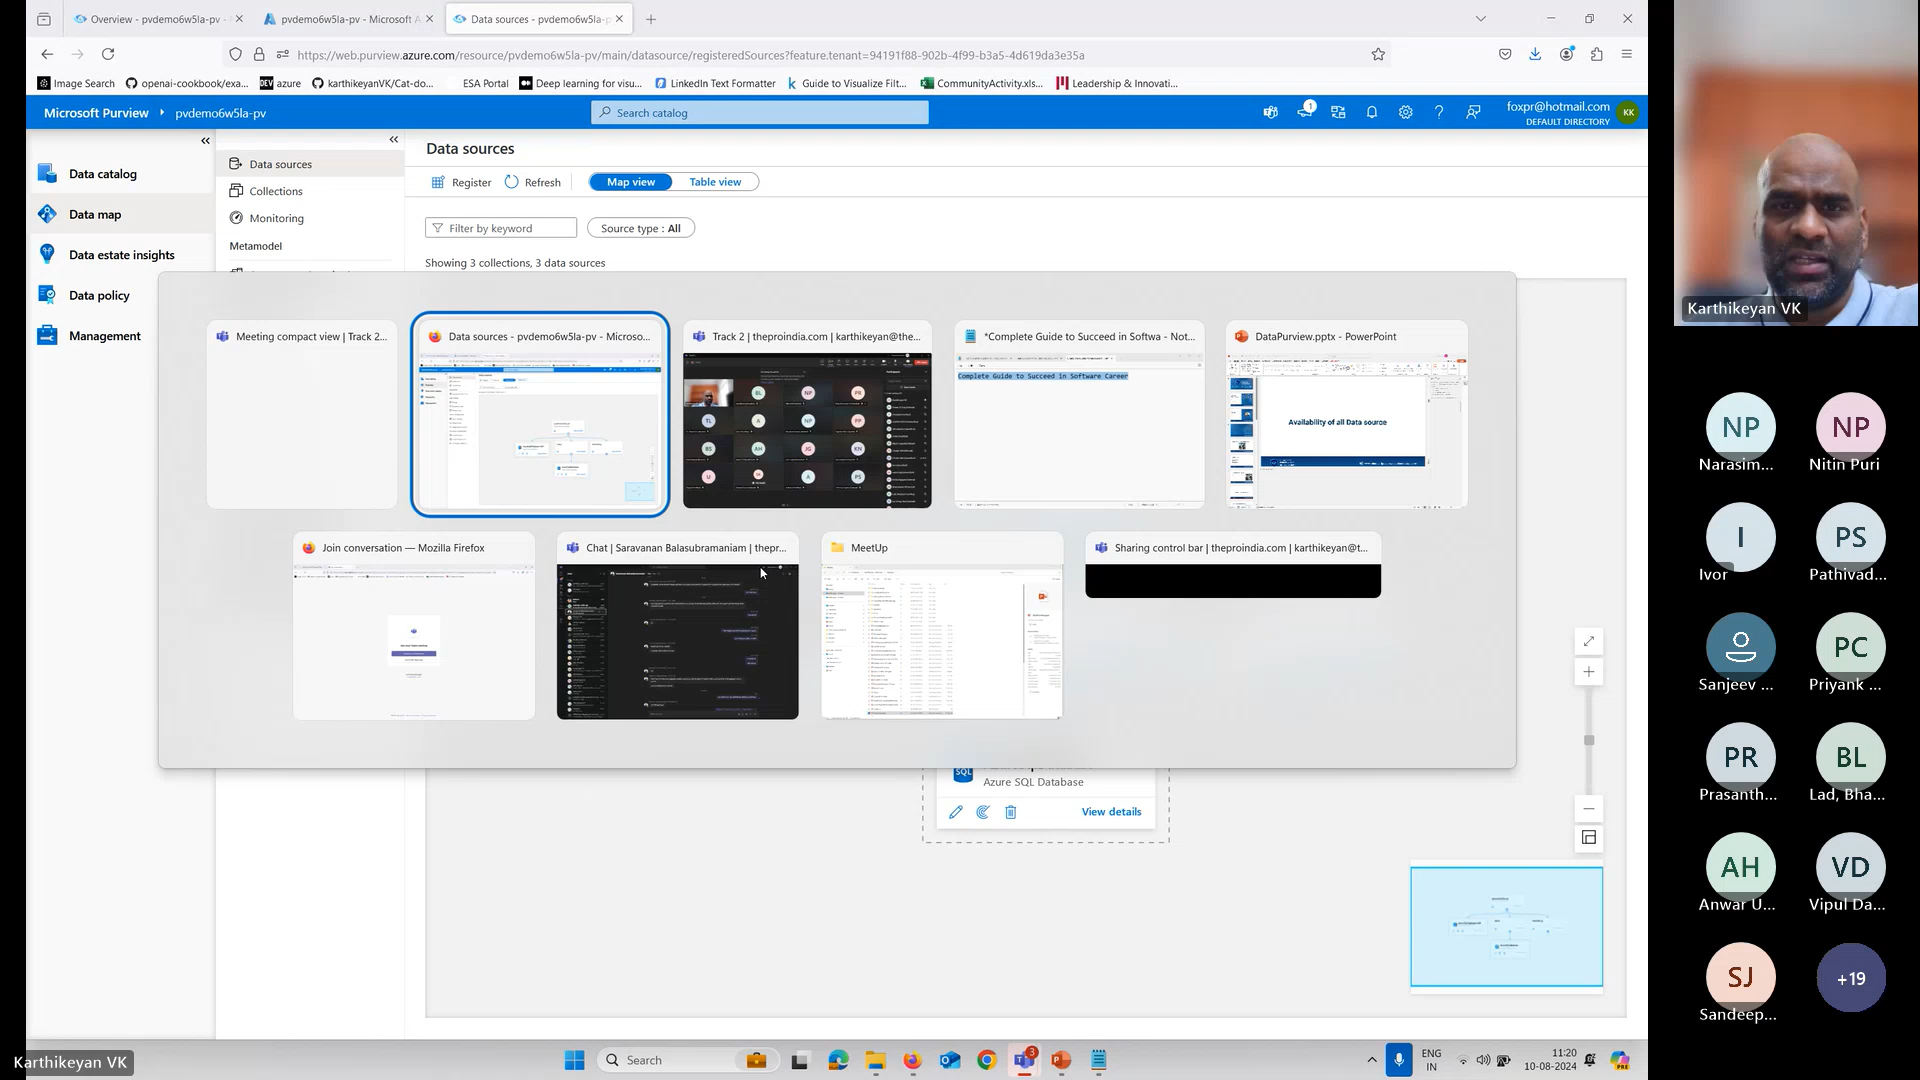 Overview - pvdemo6w5la-pv -
pvdemo6w5la-pv - Microsoft A
Data sources - pvdemo6w5la-p
https://web.purview.azure.com/resource/pvdemo6w5la-pv/main/datasource/registeredSources?feature.tenant=94191f88-902b-4f99-b3a5-4d619da3e35a
Image Search
openai-cookbook/exa...
DEV azure
karthikeyanVK/Cat-do...
ESA Portal
Deep learning for visu...
LinkedIn Text Formatter
Guide to Visualize Filt...
CommunityActivity.xls...
Leadership & Innovati...
Microsoft Purview
pvdemo6w5la-pv
Search catalog
1
foxpr@hotmail.com
DEFAULT DIRECTORY
KK
Data catalog
Data map
Data estate insights
Data policy
Management
Data sources
Collections
Monitoring
Metamodel
Data sources
Register
Refresh
Map view
Table view
Filter by keyword
Source type : All
Showing 3 collections, 3 data sources
Meeting compact view | Track 2...
Data sources - pvdemo6w5la-pv - Microso...
Track 2 | theproindia.com | karthikeyan@the...
*Complete Guide to Succeed in Softwa - Not...
Complete Guide to Succeed in Software Career
DataPurview.pptx - PowerPoint
Availability of all Data source
Join conversation — Mozilla Firefox
Chat | Saravanan Balasubramaniam | thepr...
MeetUp
Sharing control bar | theproindia.com | karthikeyan@t...
SQL
Azure SQL Database
View details
Karthikeyan VK
NP
Narasim...
NP
Nitin Puri
I
Ivor
PS
Pathivad...
Sanjeev ...
PC
Priyank ...
PR
Prasanth...
BL
Lad, Bha...
AH
Anwar U...
VD
Vipul Da...
SJ
Sandeep...
+19
Karthikeyan VK
Search
3
ENG
IN
11:20
10-08-2024
PRE